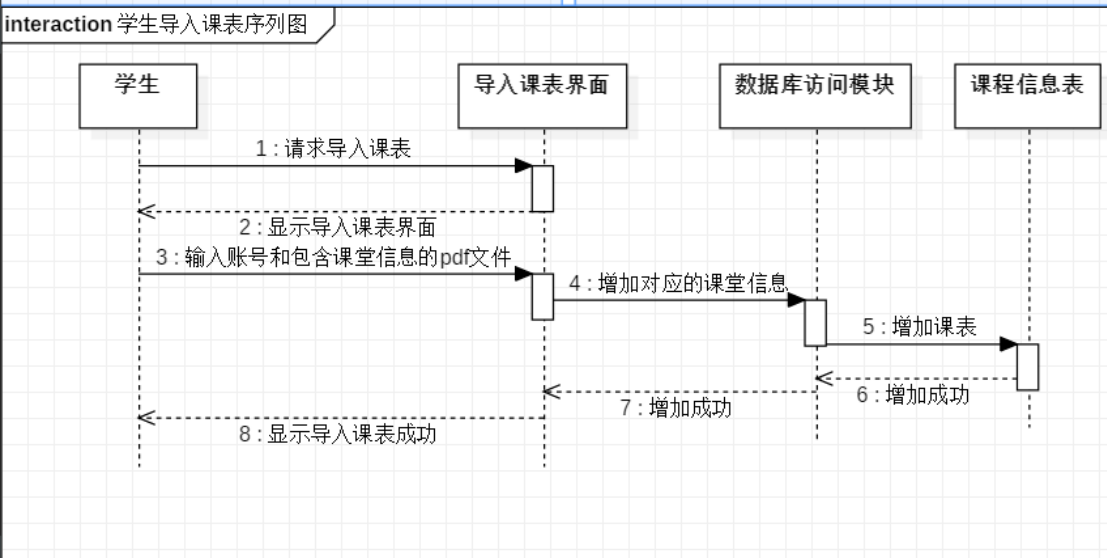 interaction 学生导入课表序列图
学生
导入课表界面
数据库访问模块
课程信息表
1 : 请求导入课表
2 : 显示导入课表界面
3 : 输入账号和包含课堂信息的pdf文件
4 : 增加对应的课堂信息
5 : 增加课表
6 : 增加成功
7 : 增加成功
8 : 显示导入课表成功